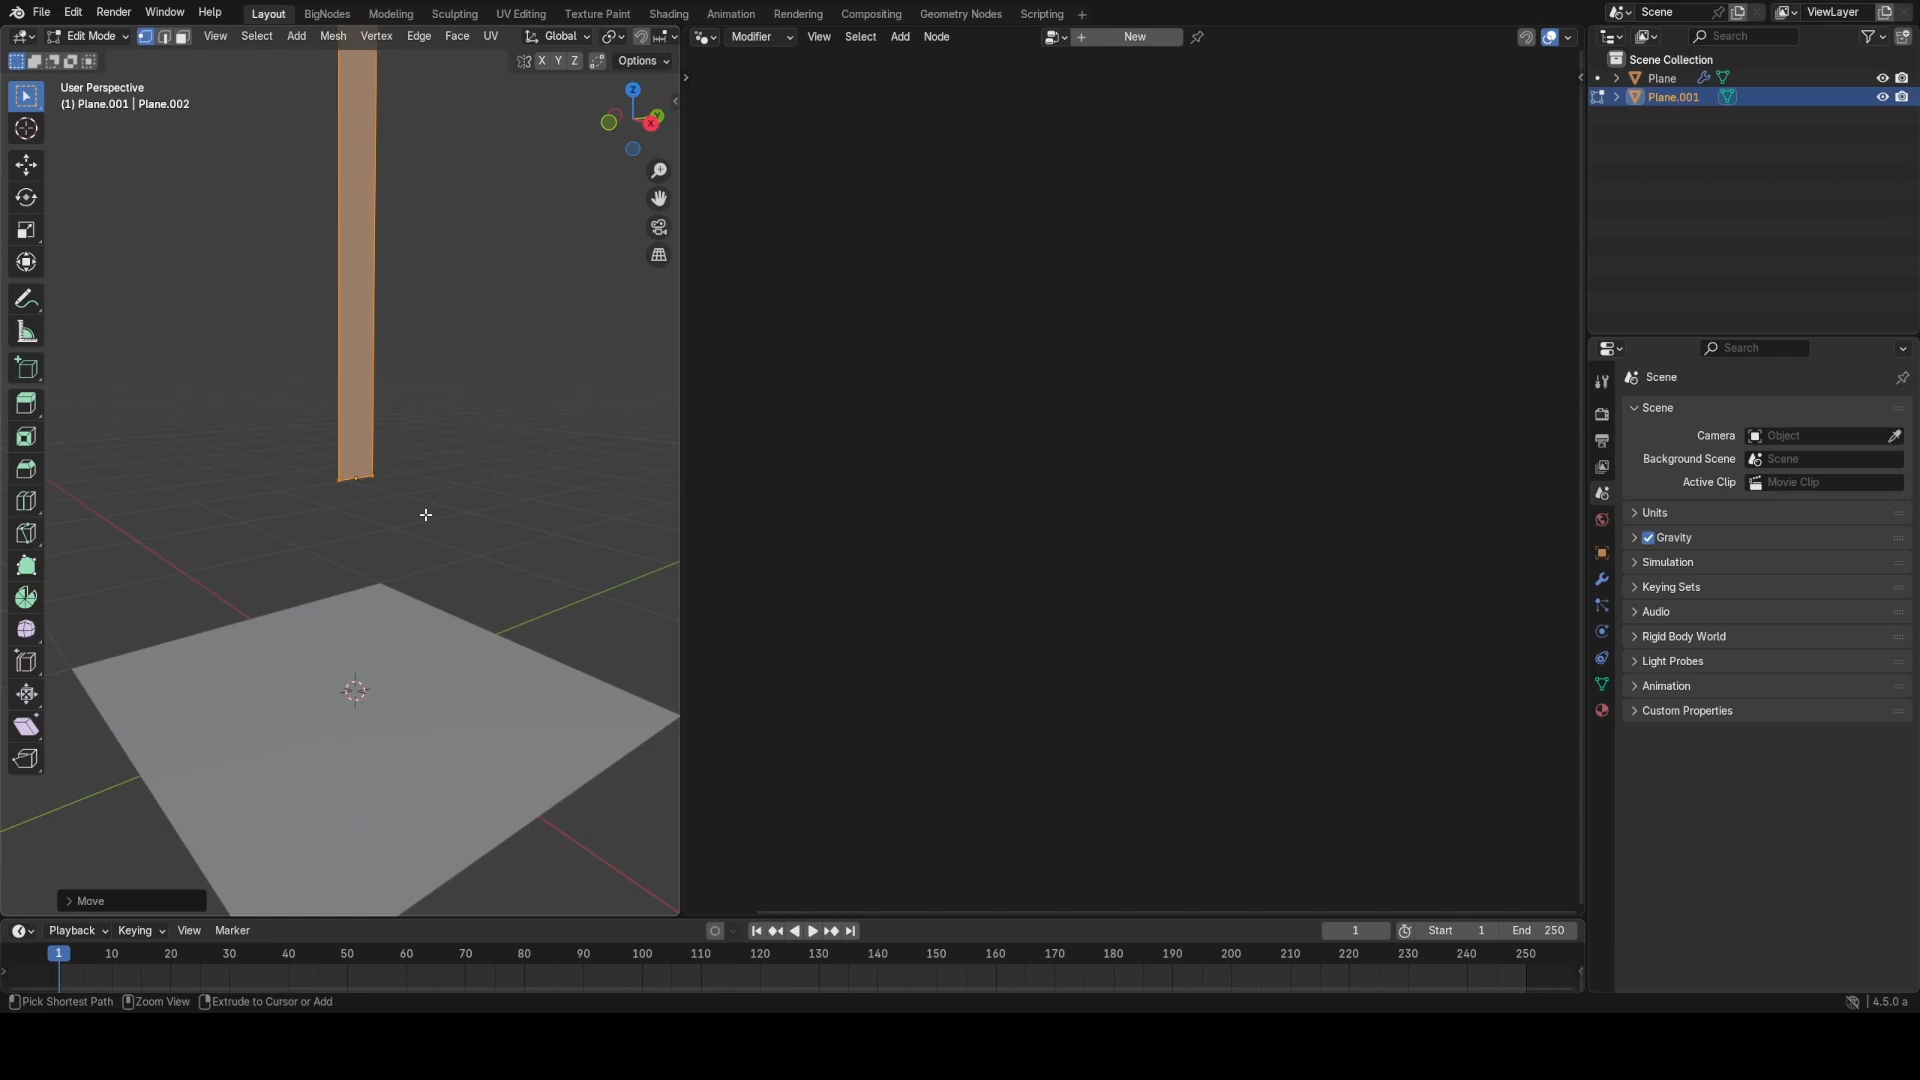 File Edit Render Window Help Layout BigNodes Modeling Sculpting UV Editing Texture Paint Shading Animation Rendering Compositing Geometry Nodes Scripting + Scene ViewLayer
Edit Mode View Select Add Mesh Vertex Edge Face UV Global Modifier View Select Add Node + New Search
X Y Z Options
User Perspective
(1) Plane.001 | Plane.002
Z
Y
X
Move
Scene Collection
Plane
Plane.001
Search
Scene
Scene
Camera Object
Background Scene Scene
Active Clip Movie Clip
Units
Gravity
Simulation
Keying Sets
Audio
Rigid Body World
Light Probes
Animation
Custom Properties
Playback Keying View Marker 1 Start 1 End 250
1 10 20 30 40 50 60 70 80 90 100 110 120 130 140 150 160 170 180 190 200 210 220 230 240 250
Pick Shortest Path Zoom View Extrude to Cursor or Add 4.5.0 a